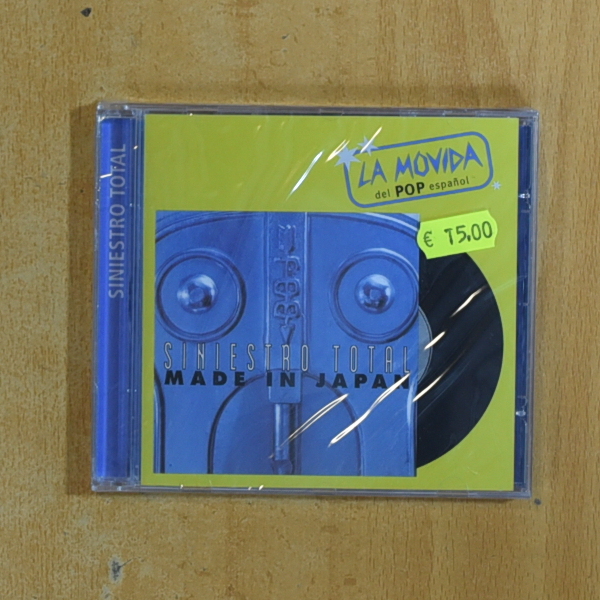 SINIESTRO TOTAL
LA MOVIDA
del POP español
€ 15.00
SINIESTRO TOTAL
MADE IN JAPAN